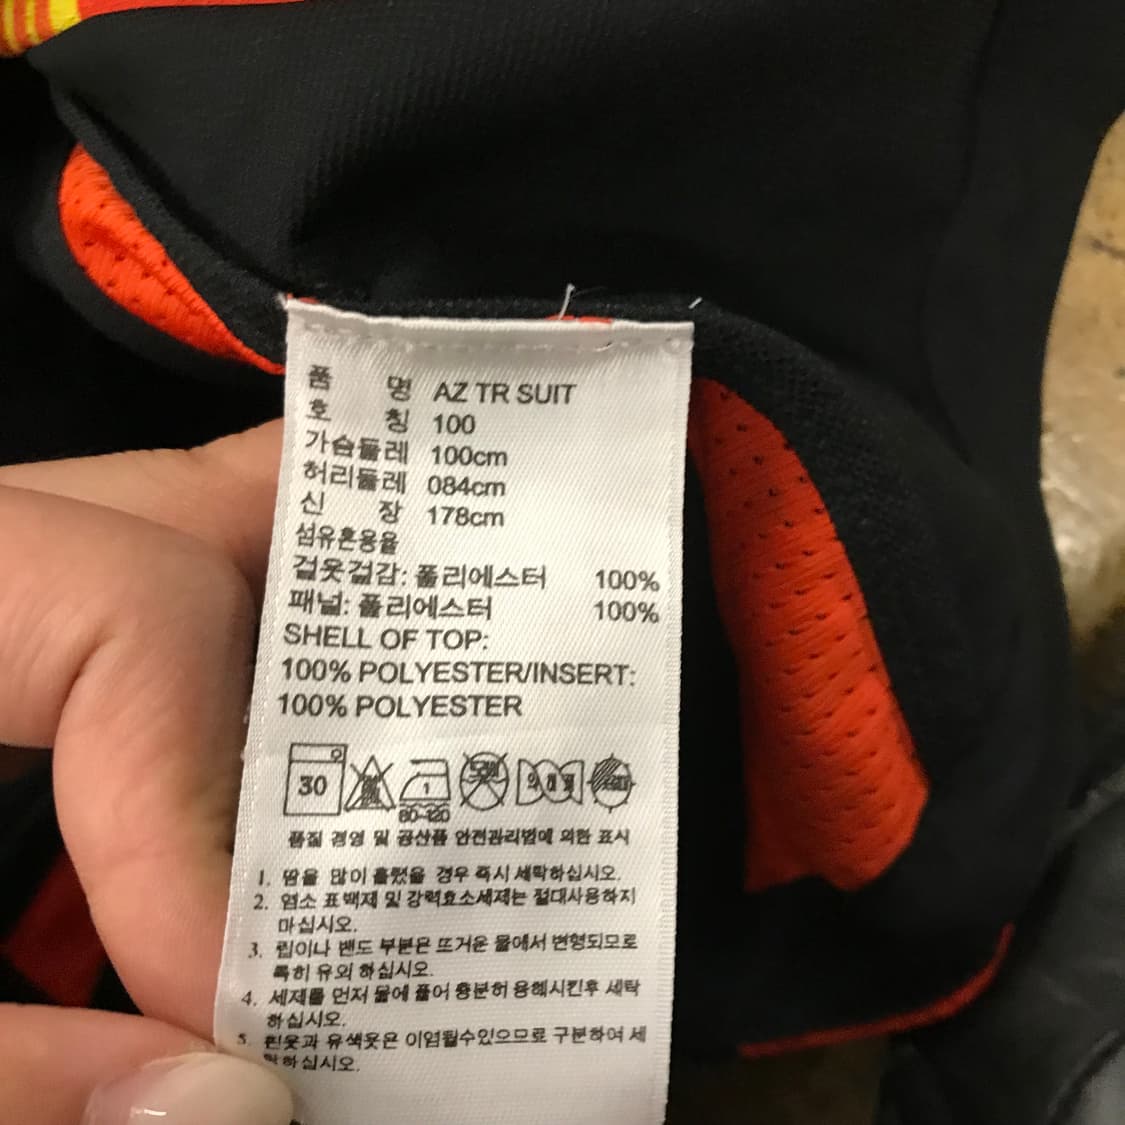 품 명 AZ TR SUIT
호 칭 100
가슴둘레 100cm
허리둘레 084cm
신 장 178cm
섬유혼용율
겉옷겉감: 폴리에스터 100%
패널: 폴리에스터 100%
SHELL OF TOP:
100% POLYESTER/INSERT:
100% POLYESTER
30
1
80-120
품질 경영 및 공산품 안전관리법에 의한 표시
1. 땀을 많이 흘렸을 경우 즉시 세탁하십시오.
2. 염소 표백제 및 강력효소세제는 절대사용하지
마십시오.
3. 립이나 밴드 부분은 뜨거운 물에서 변형되므로
특히 유의 하십시오.
4. 세제를 먼저 물에 풀어 충분히 용해시킨후 세탁
하십시오.
5. 흰옷과 유색옷은 이염될수있으므로 구분하여 세
탁하십시오.